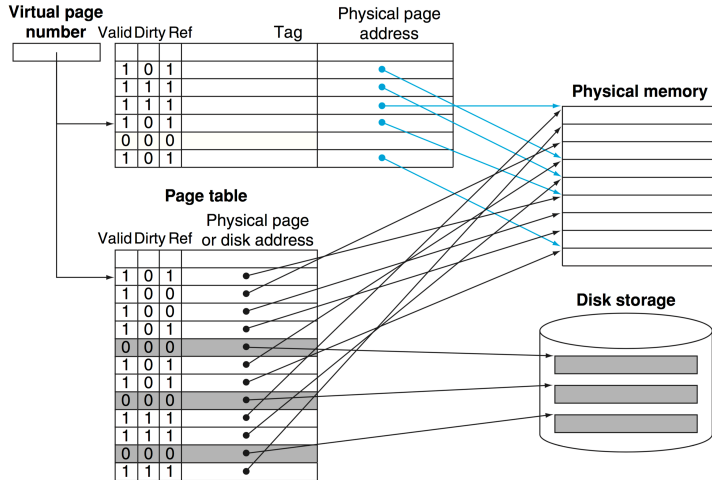 Virtual page
number
Valid Dirty Ref
Tag
Physical page
address
1 0 1
1 1 1
1 1 1
1 0 1
0 0 0
1 0 1
Physical memory
Page table
Physical page
or disk address
Valid Dirty Ref
1 0 1
1 0 0
1 0 0
1 0 1
0 0 0
1 0 1
1 0 1
0 0 0
1 1 1
1 1 1
0 0 0
1 1 1
Disk storage